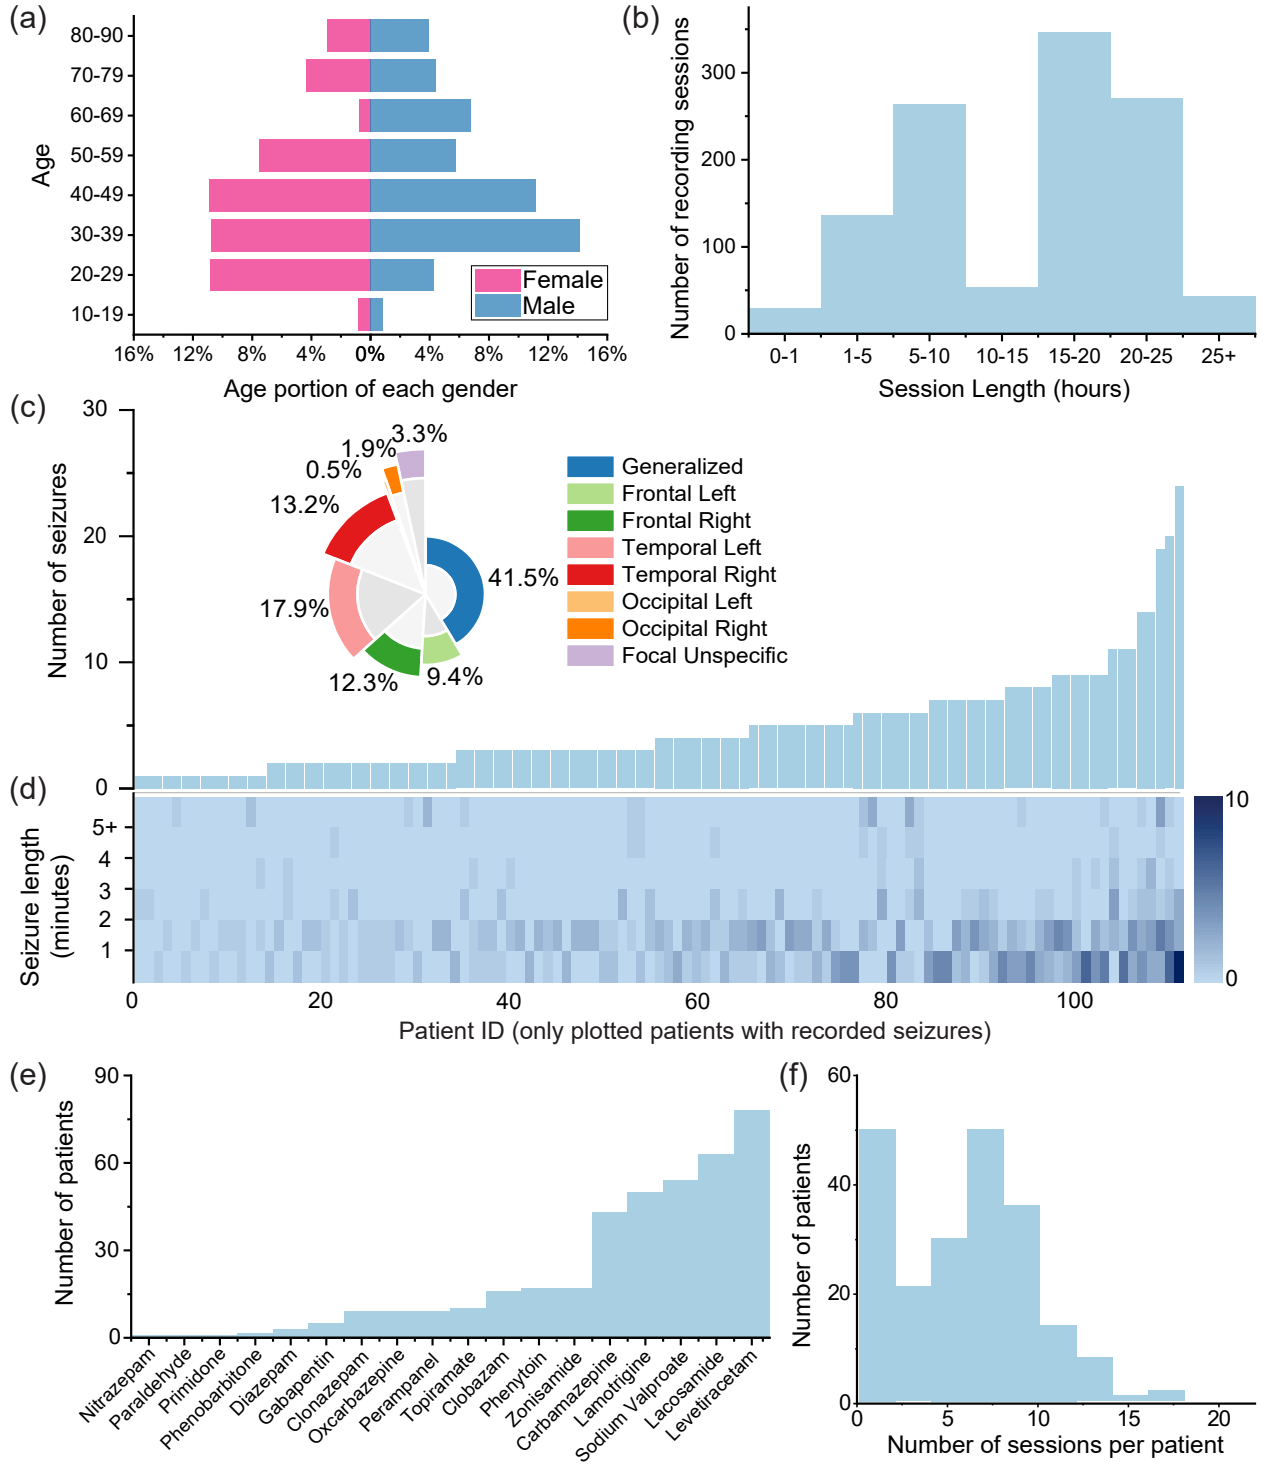 (a)
Age
80-90
70-79
60-69
50-59
40-49
30-39
20-29
10-19
Female
Male
16% 12% 8% 4% 0% 4% 8% 12% 16%
Age portion of each gender
(b)
Number of recording sessions
300
200
100
0
0-1 1-5 5-10 10-15 15-20 20-25 25+
Session Length (hours)
(c)
Number of seizures
30
20
10
0
3.3%
1.9%
0.5%
13.2%
41.5%
17.9%
12.3%
9.4%
Generalized
Frontal Left
Frontal Right
Temporal Left
Temporal Right
Occipital Left
Occipital Right
Focal Unspecific
(d)
Seizure length
(minutes)
5+
4
3
2
1
10
0
0 20 40 60 80 100
Patient ID (only plotted patients with recorded seizures)
(e)
Number of patients
90
60
30
0
Nitrazepam
Paraldehyde
Primidone
Phenobarbitone
Diazepam
Gabapentin
Clonazepam
Oxcarbazepine
Perampanel
Topiramate
Clobazam
Phenytoin
Zonisamide
Carbamazepine
Lamotrigine
Sodium Valproate
Lacosamide
Levetiracetam
(f)
Number of patients
60
40
20
0
0 5 10 15 20
Number of sessions per patient